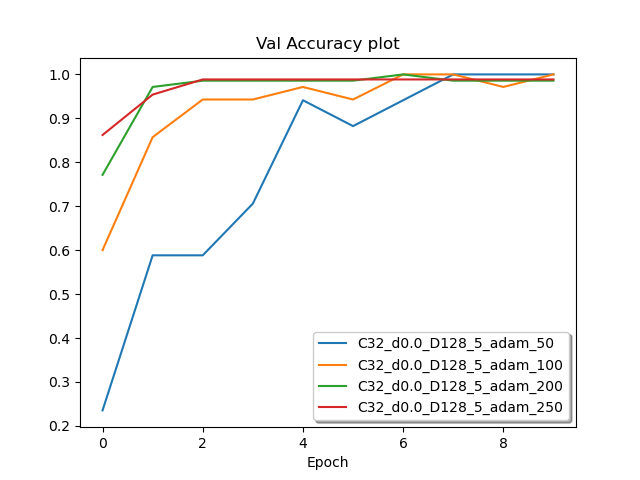 Val Accuracy plot
1.0
0.9
0.8
0.7
0.6
0.5
0.4
0.3
0.2
C32_d0.0_D128_5_adam_50
C32_d0.0_D128_5_adam_100
C32_d0.0_D128_5_adam_200
C32_d0.0_D128_5_adam_250
0 2 4 6 8
Epoch